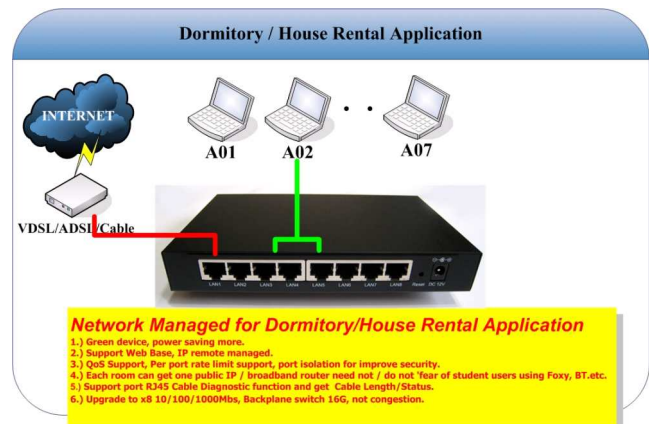 Dormitory / House Rental Application
INTERNET
VDSL/ADSL/Cable
A01
A02
A07
LAN1 LAN2 LAN3 LAN4 LAN5 LAN6 LAN7 LAN8 Reset DC 12V
Network Managed for Dormitory/House Rental Application
1.) Green device, power saving more.
2.) Support Web Base, IP remote managed.
3.) QoS Support, Per port rate limit support, port isolation for improve security.
4.) Each room can get one public IP / broadband router need not / do not 'fear of student users using Foxy, BT.etc.
5.) Support port RJ45 Cable Diagnostic function and get Cable Length/Status.
6.) Upgrade to x8 10/100/1000Mbs, Backplane switch 16G, not congestion.